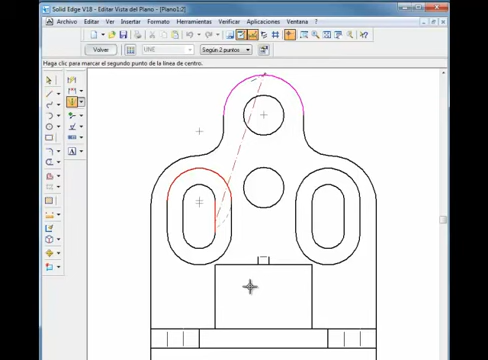 Solid Edge V18 - Editar Vista del Plano - [Plano1:2]
Archivo Editar Ver Insertar Formato Herramientas Verificar Aplicaciones Ventana ?
Volver UNE Según 2 puntos
Haga clic para marcar el segundo punto de la línea de centro.
A